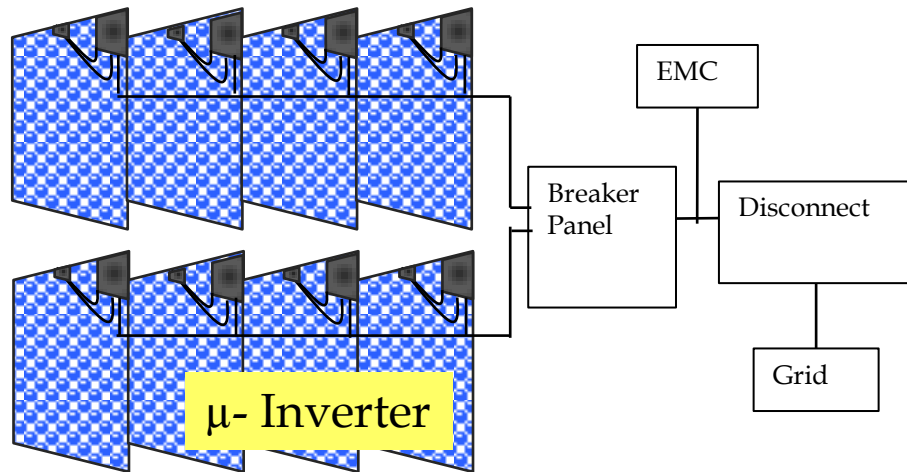 EMC
Breaker
Panel
Disconnect
Grid
μ- Inverter